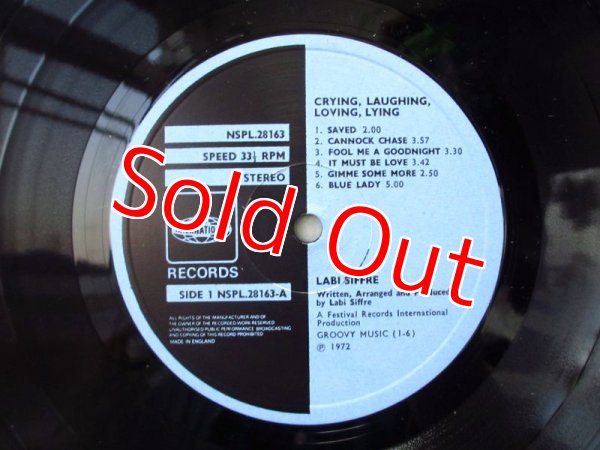 CRYING, LAUGHING,
LOVING, LYING
1. SAVED 2.00
2. CANNOCK CHASE 3.57
3. FOOL ME A GOODNIGHT 3.30
4. IT MUST BE LOVE 3.42
5. GIMME SOME MORE 2.50
6. BLUE LADY 5.00
NSPL.28163
SPEED 33⅓ RPM
STEREO
Sold Out
RECORDS
SIDE 1 NSPL.28163-A
ALL RIGHTS OF THE MANUFACTURER AND OF
THE OWNER OF THE RECORDED WORK RESERVED
UNAUTHORISED PUBLIC PERFORMANCE BROADCASTING
AND COPYING OF THIS RECORD PROHIBITED
MADE IN ENGLAND
LABI SIFFRE
Written, Arranged and Produced
by Labi Siffre
A Festival Records International
Production
GROOVY MUSIC (1-6)
℗ 1972